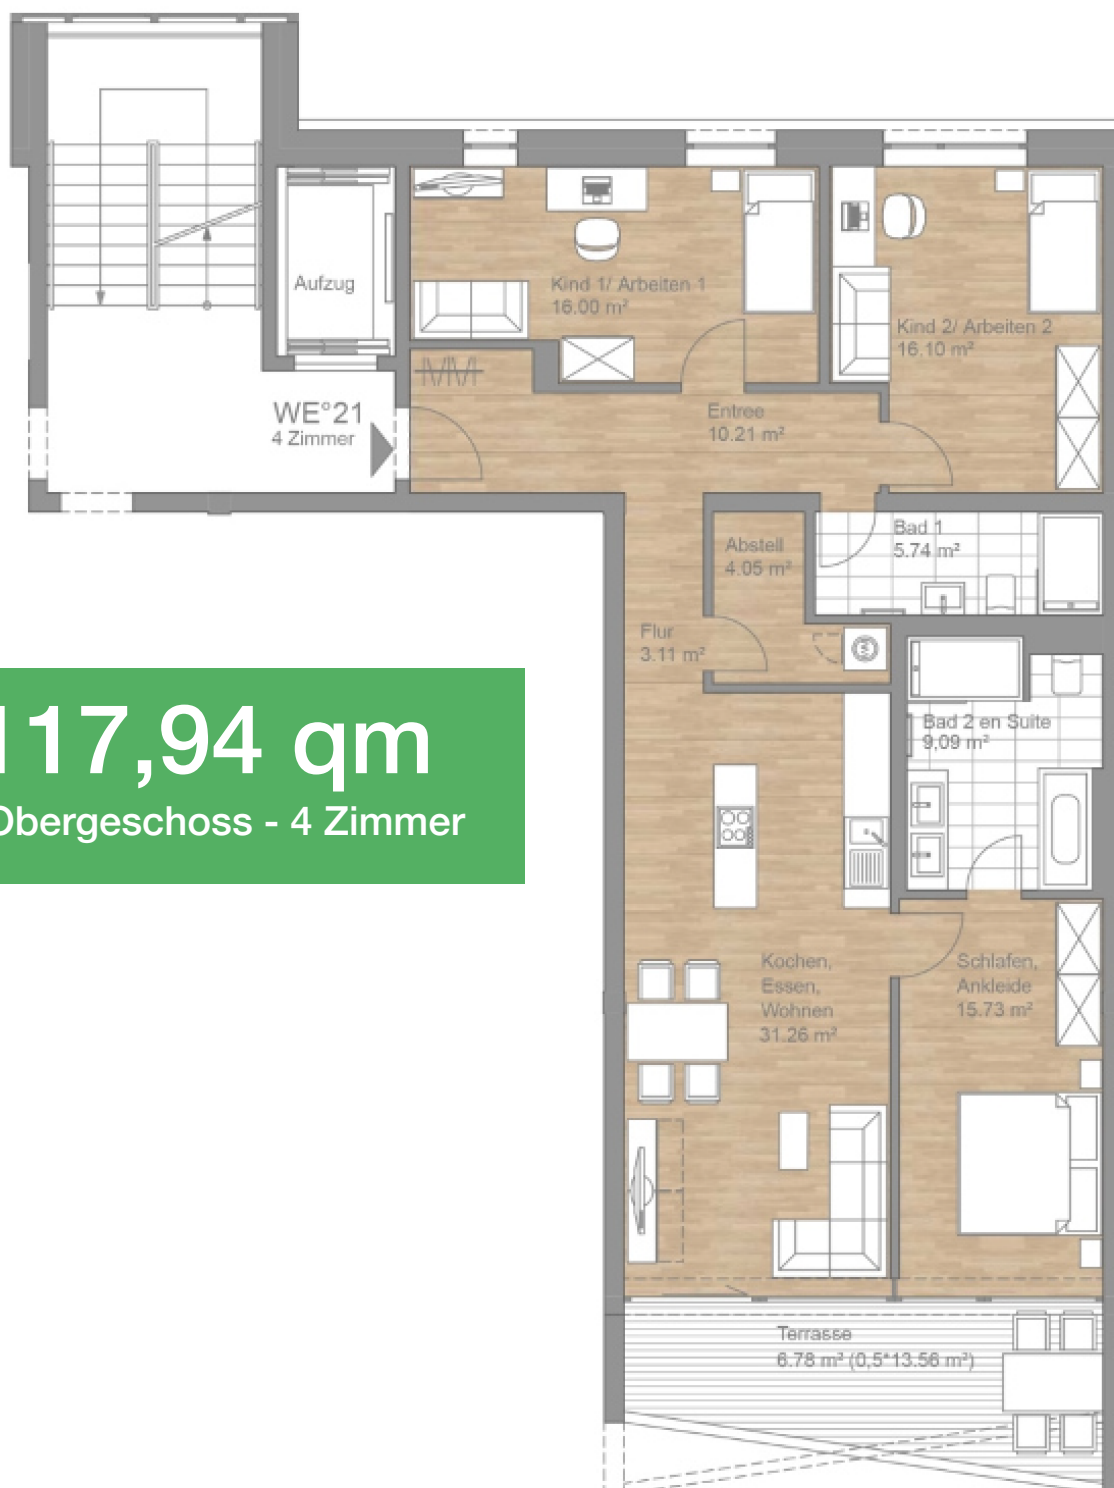 Aufzug
Kind 1/ Arbeiten 1
16.00 m²
Kind 2/ Arbeiten 2
16.10 m²
WE°21
4 Zimmer
Entree
10.21 m²
Bad 1
5.74 m²
Abstell
4.05 m²
Flur
3.11 m²
117,94 qm
Obergeschoss - 4 Zimmer
Bad 2 en Suite
9,09 m²
Kochen,
Essen,
Wohnen
31.26 m²
Schlafen,
Ankleide
15.73 m²
Terrasse
6.78 m² (0,5*13.56 m²)